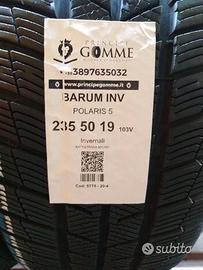 PRINCIPE
GOMME
3897635032
www.principegomme.it
BARUM INV
POLARIS 5
235 50 19 103V
Invernali
subito